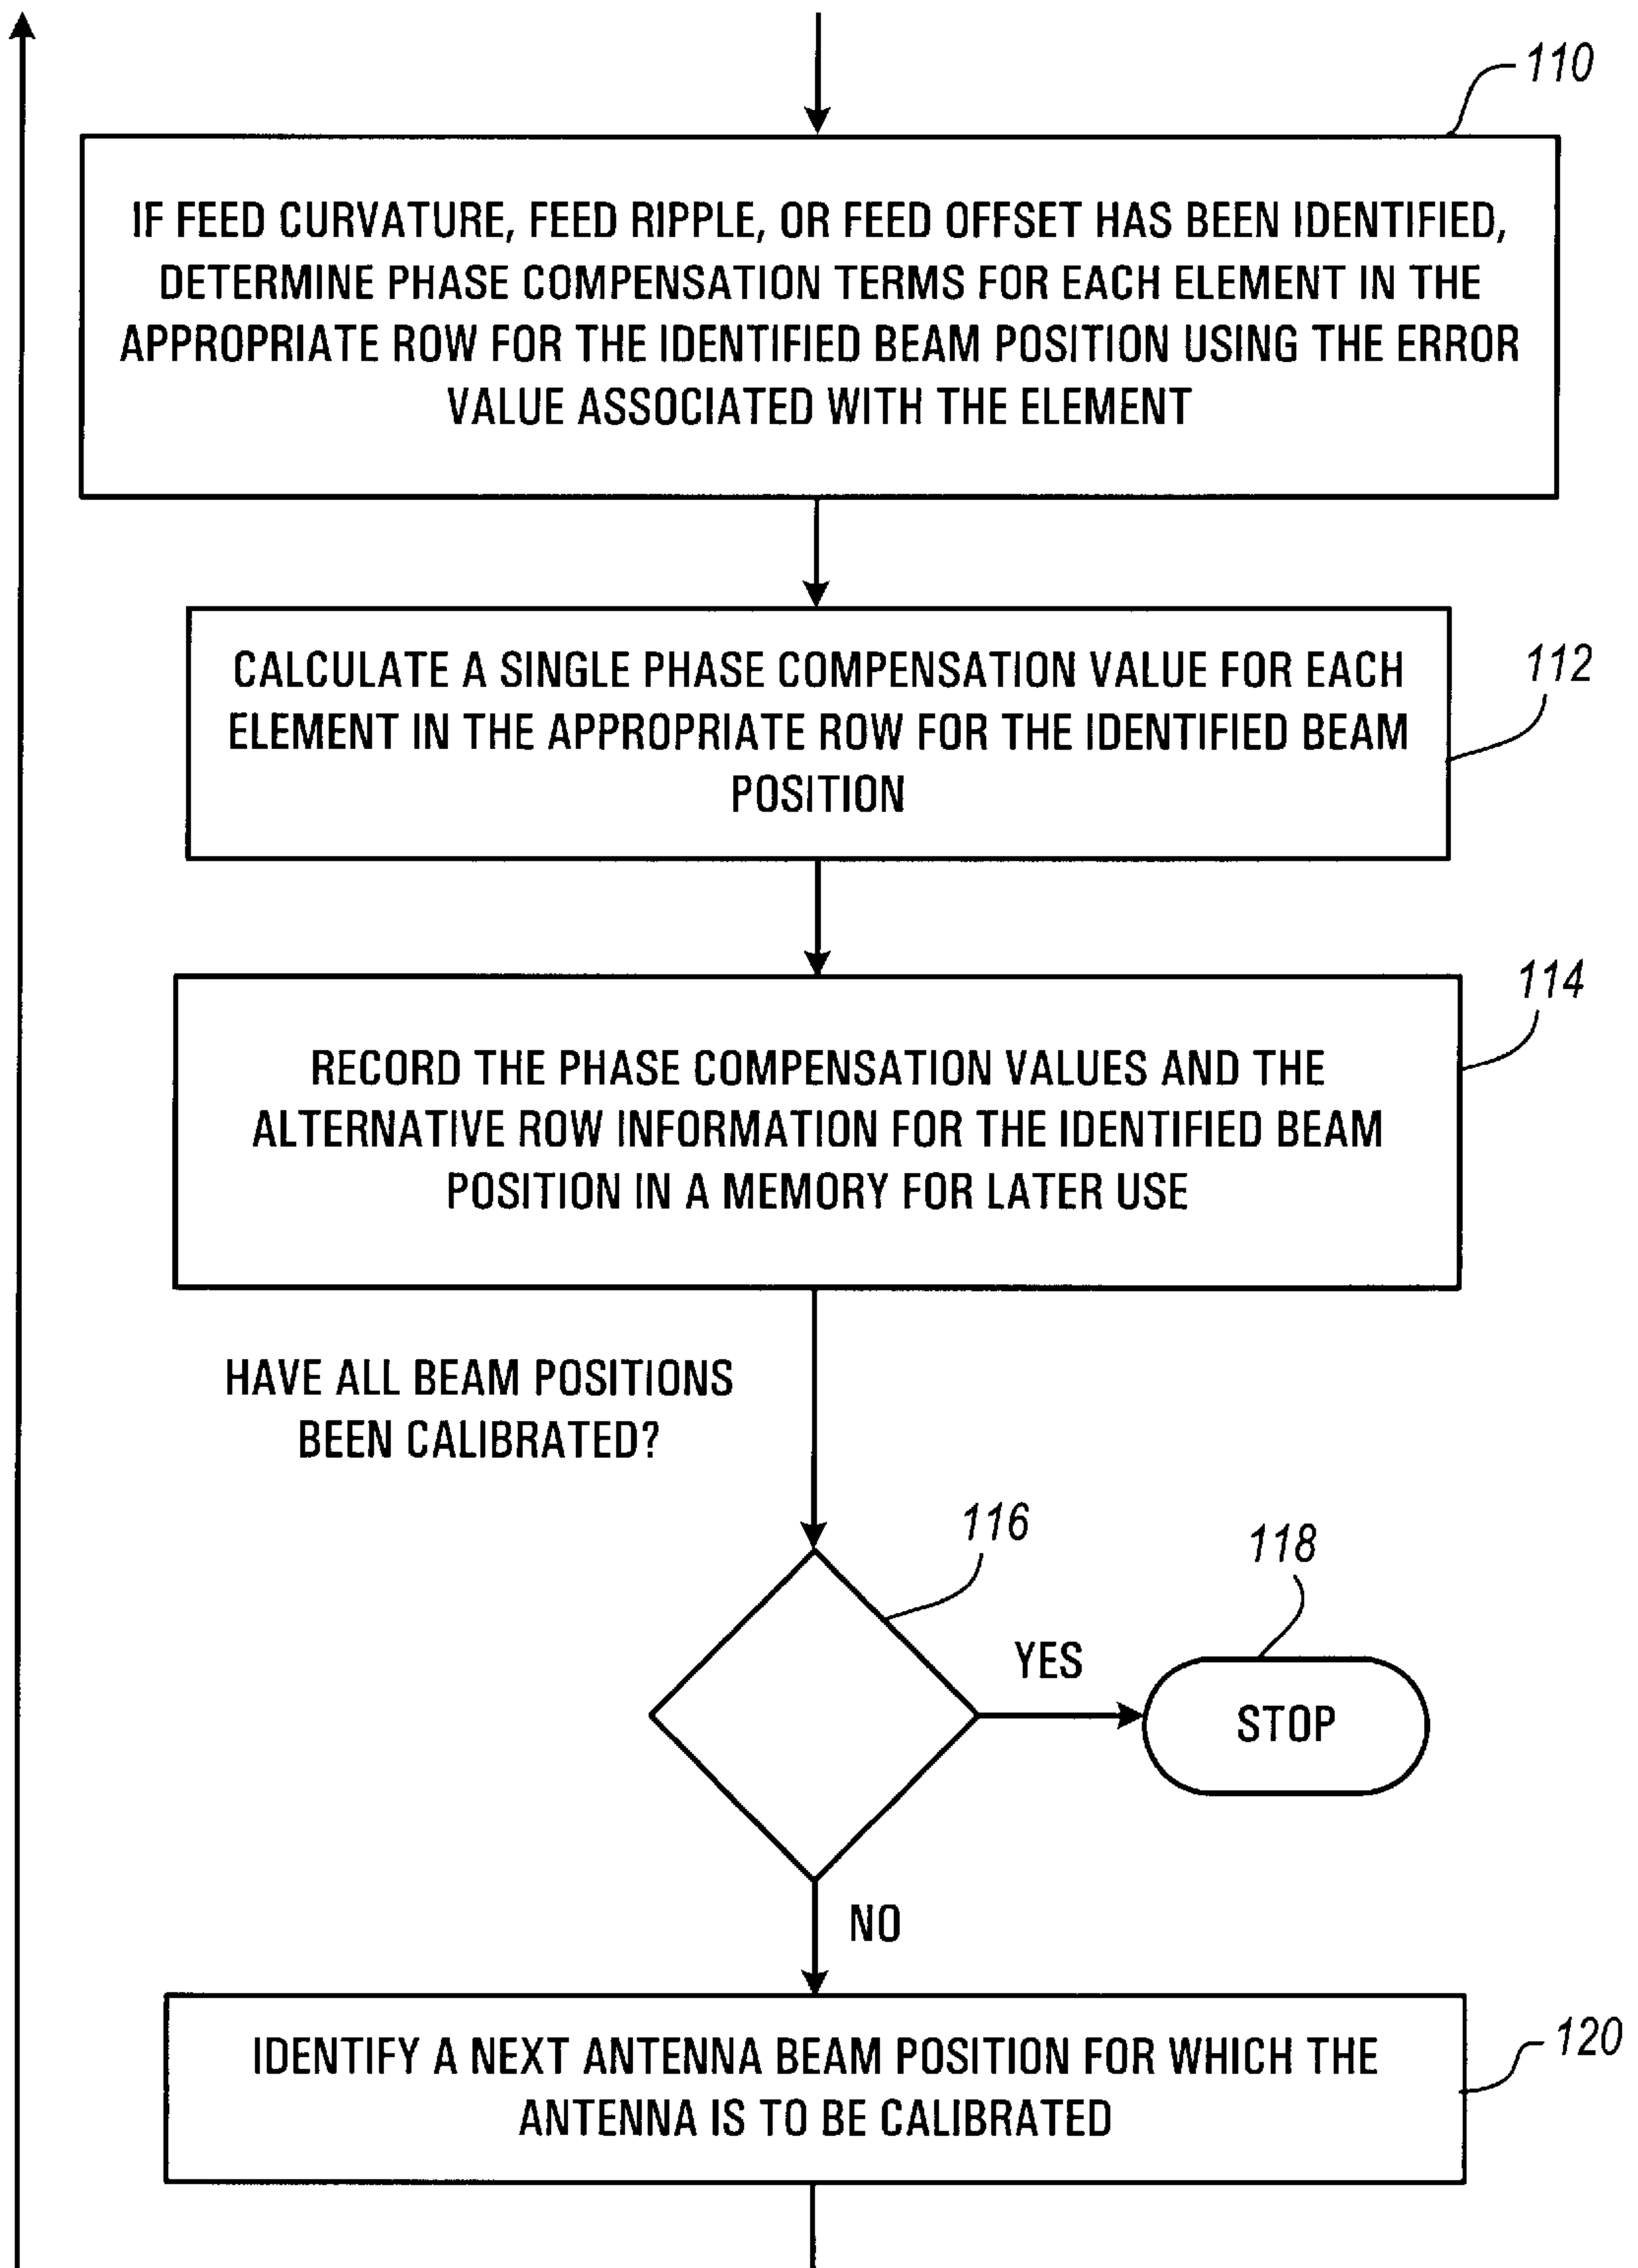 110
IF FEED CURVATURE, FEED RIPPLE, OR FEED OFFSET HAS BEEN IDENTIFIED,
DETERMINE PHASE COMPENSATION TERMS FOR EACH ELEMENT IN THE
APPROPRIATE ROW FOR THE IDENTIFIED BEAM POSITION USING THE ERROR
VALUE ASSOCIATED WITH THE ELEMENT
112
CALCULATE A SINGLE PHASE COMPENSATION VALUE FOR EACH
ELEMENT IN THE APPROPRIATE ROW FOR THE IDENTIFIED BEAM
POSITION
114
RECORD THE PHASE COMPENSATION VALUES AND THE
ALTERNATIVE ROW INFORMATION FOR THE IDENTIFIED BEAM
POSITION IN A MEMORY FOR LATER USE
HAVE ALL BEAM POSITIONS
BEEN CALIBRATED?
116
118
YES
STOP
NO
120
IDENTIFY A NEXT ANTENNA BEAM POSITION FOR WHICH THE
ANTENNA IS TO BE CALIBRATED